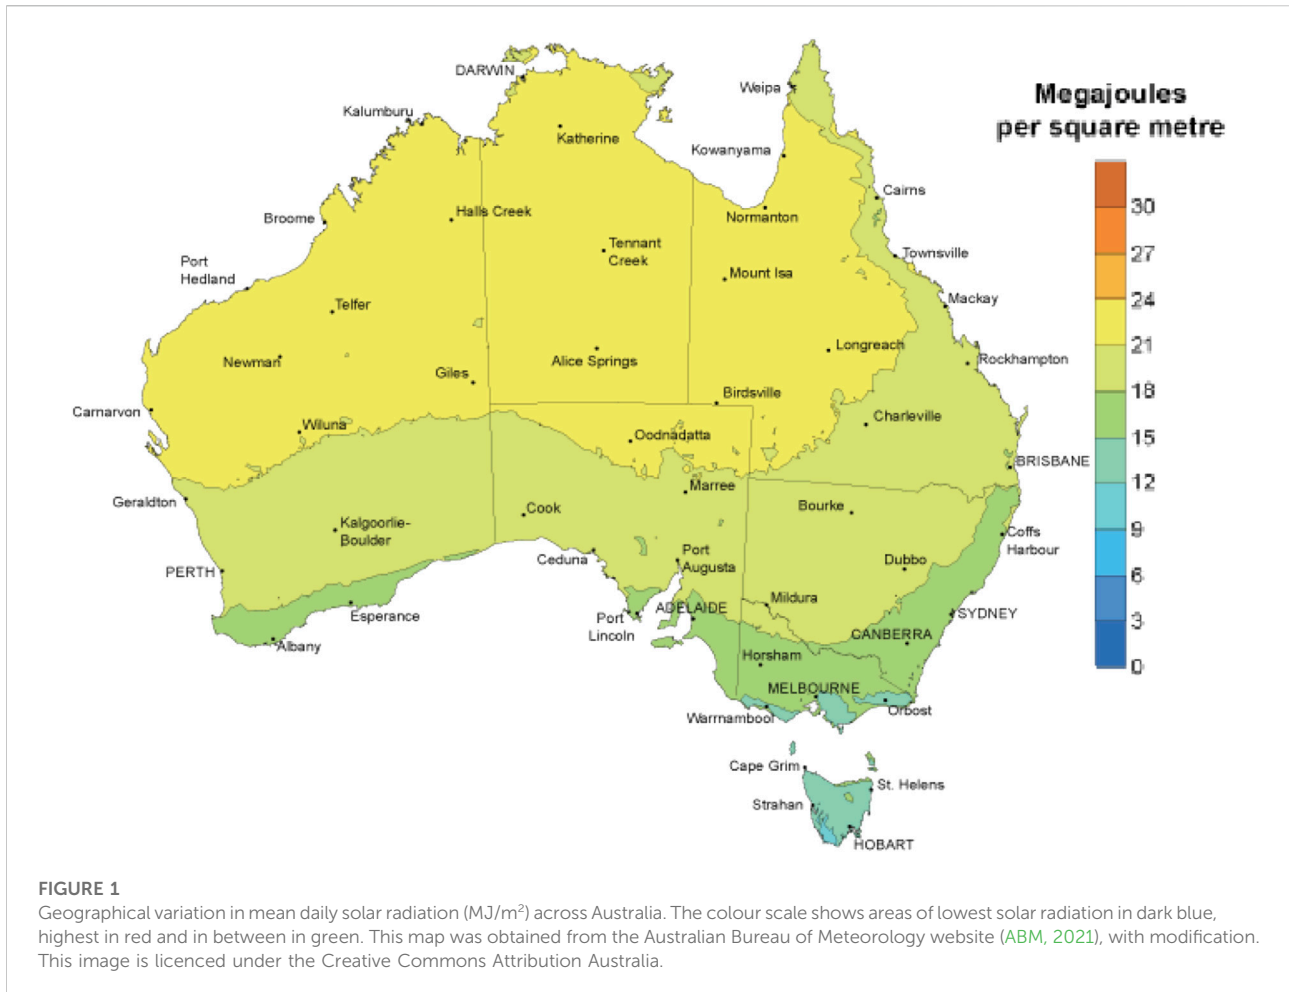 DARWIN
Weipa
Megajoules
per square metre
Kalumburu
Katherine
Kowanyama
30
Cairns
Halls Creek
Broome
Normanton
27
Tennant
Creek
Townsville
Port
Hedland
Mount Isa
24
Mackay
Telfer
21
Longreach
Rockhampton
Newman
Alice Springs
Giles
18
Birdsville
Carnarvon
Charleville
Wiluna
15
Oodnadatta
BRISBANE
12
Marree
Geraldton
Bourke
Cook
Kalgoorlie-
Boulder
9
Coffs
Harbour
Port
Augusta
Ceduna
Dubbo
PERTH
6
Mildura
ADELAIDE
SYDNEY
Esperance
Port
Lincoln
3
CANBERRA
Albany
Horsham
0
MELBOURNE
Orbost
Warrnambool
Cape Grim
St. Helens
Strahan
HOBART
FIGURE 1
Geographical variation in mean daily solar radiation (MJ/m²) across Australia. The colour scale shows areas of lowest solar radiation in dark blue,
highest in red and in between in green. This map was obtained from the Australian Bureau of Meteorology website (ABM, 2021), with modification.
This image is licenced under the Creative Commons Attribution Australia.